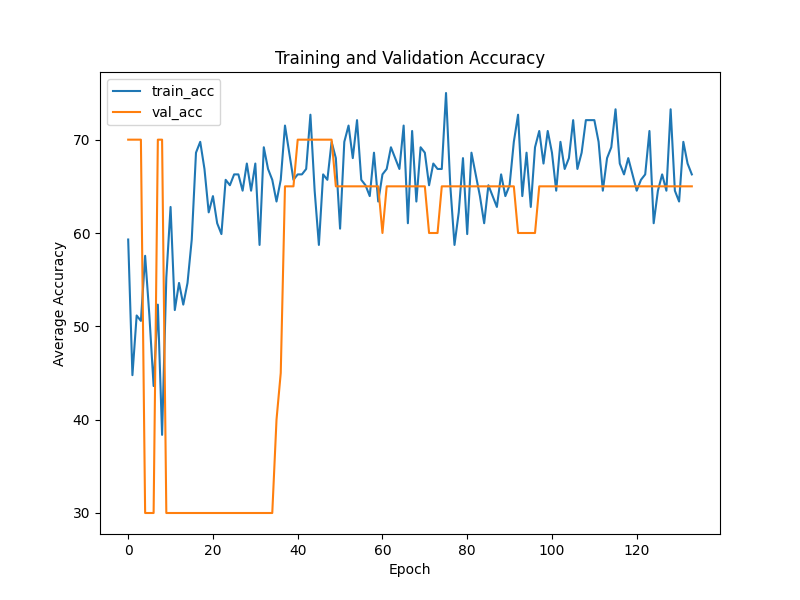 Training and Validation Accuracy
train_acc
val_acc
Average Accuracy
70
60
50
40
30
0 20 40 60 80 100 120
Epoch